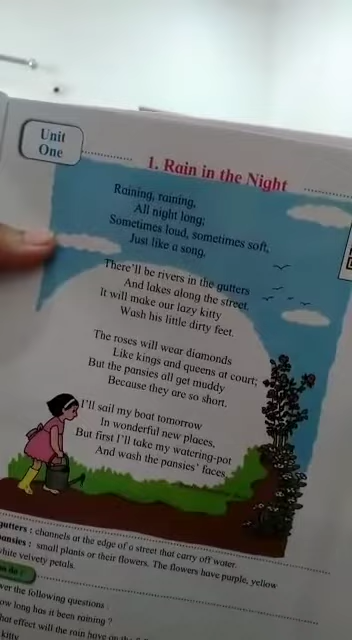 Unit
One
1. Rain in the Night
Raining, raining,
All night long;
Sometimes loud, sometimes soft,
Just like a song.
There'll be rivers in the gutters
And lakes along the street.
It will make our lazy kitty
Wash his little dirty feet.
The roses will wear diamonds
Like kings and queens at court;
But the pansies all get muddy
Because they are so short.
I'll sail my boat tomorrow
In wonderful new places,
But first I'll take my watering-pot
And wash the pansies' faces.
gutters : channels at the edge of a street that carry off water.
pansies : small plants or their flowers. The flowers have purple, yellow
white velvety petals.
the following questions :
long has it been raining ?
effect will the rain have on the
kitty